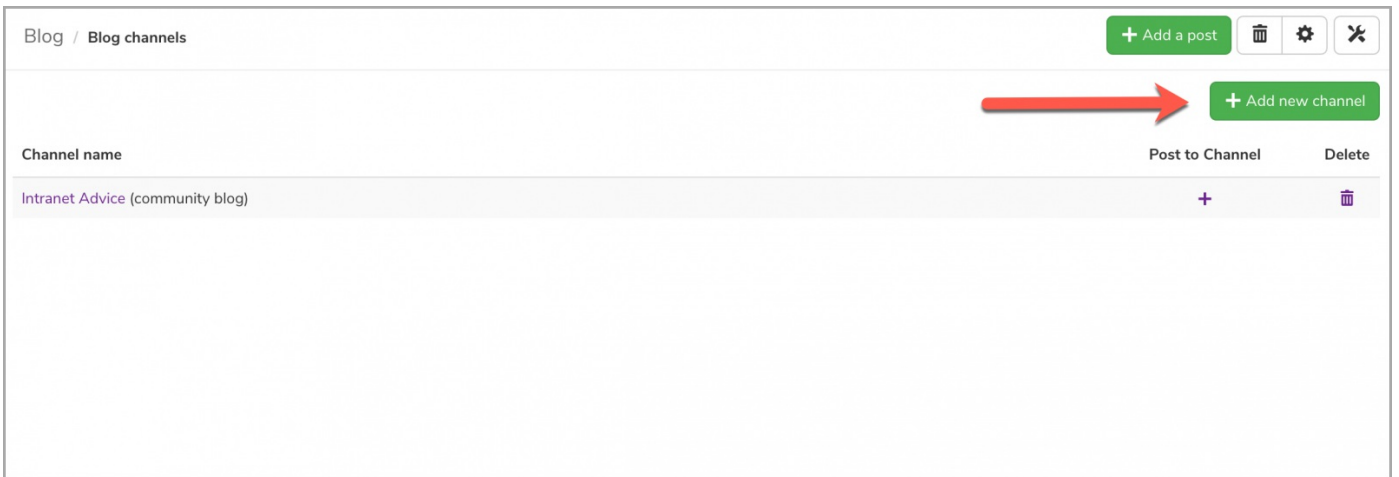 Blog / Blog channels
+ Add a post
+ Add new channel
Channel name Post to Channel Delete
Intranet Advice (community blog) +